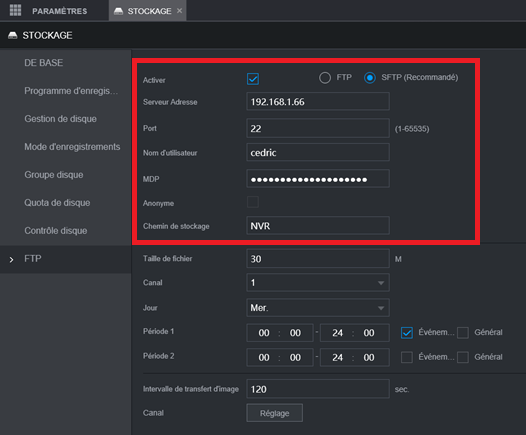 PARAMÈTRES
STOCKAGE
STOCKAGE
DE BASE
Programme d'enregis...
Gestion de disque
Mode d'enregistrements
Groupe disque
Quota de disque
Contrôle disque
FTP
Activer FTP SFTP (Recommandé)
Serveur Adresse 192.168.1.66
Port 22 (1-65535)
Nom d'utilisateur cedric
MDP ●●●●●●●●●●●●●●●●●●●●
Anonyme
Chemin de stockage NVR
Taille de fichier 30 M
Canal 1
Jour Mer.
Période 1 00 : 00 - 24 : 00 Événem... Général
Période 2 00 : 00 - 24 : 00 Événem... Général
Intervalle de transfert d'image 120 sec.
Canal Réglage